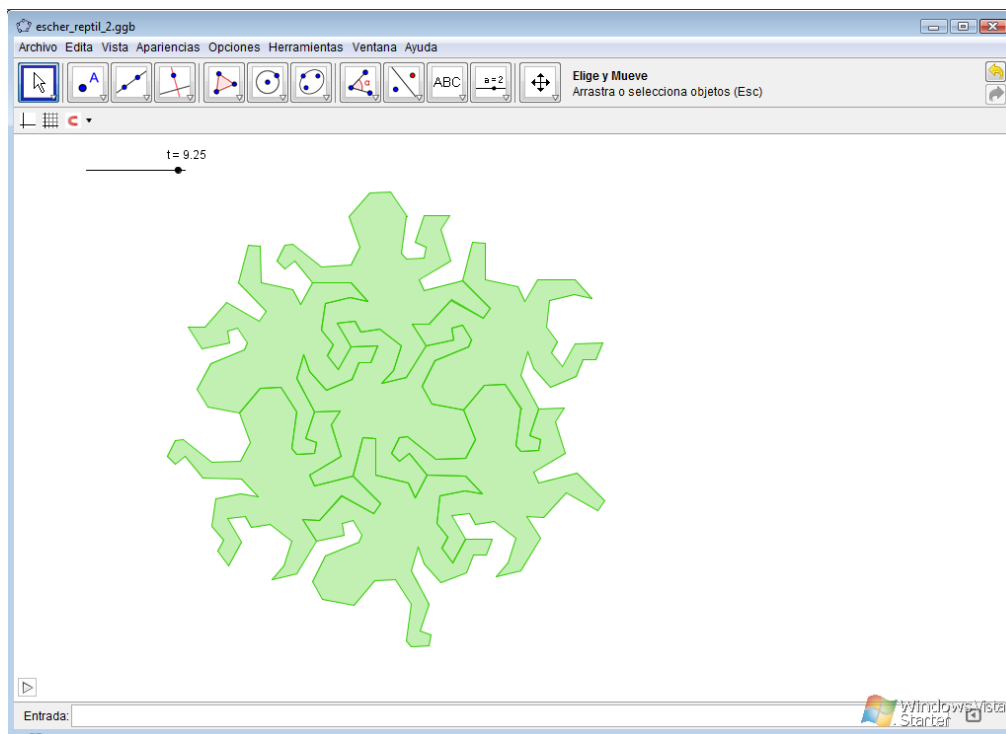 escher_reptil_2.ggb
Archivo Edita Vista Apariencias Opciones Herramientas Ventana Ayuda
A
α
ABC
a=2
Elige y Mueve
Arrastra o selecciona objetos (Esc)
t = 9.25
Entrada:
Windows Vista
Starter